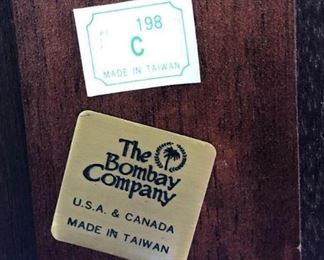 198
C
MADE IN TAIWAN
The
Bombay
Company
U.S.A. & CANADA
MADE IN TAIWAN